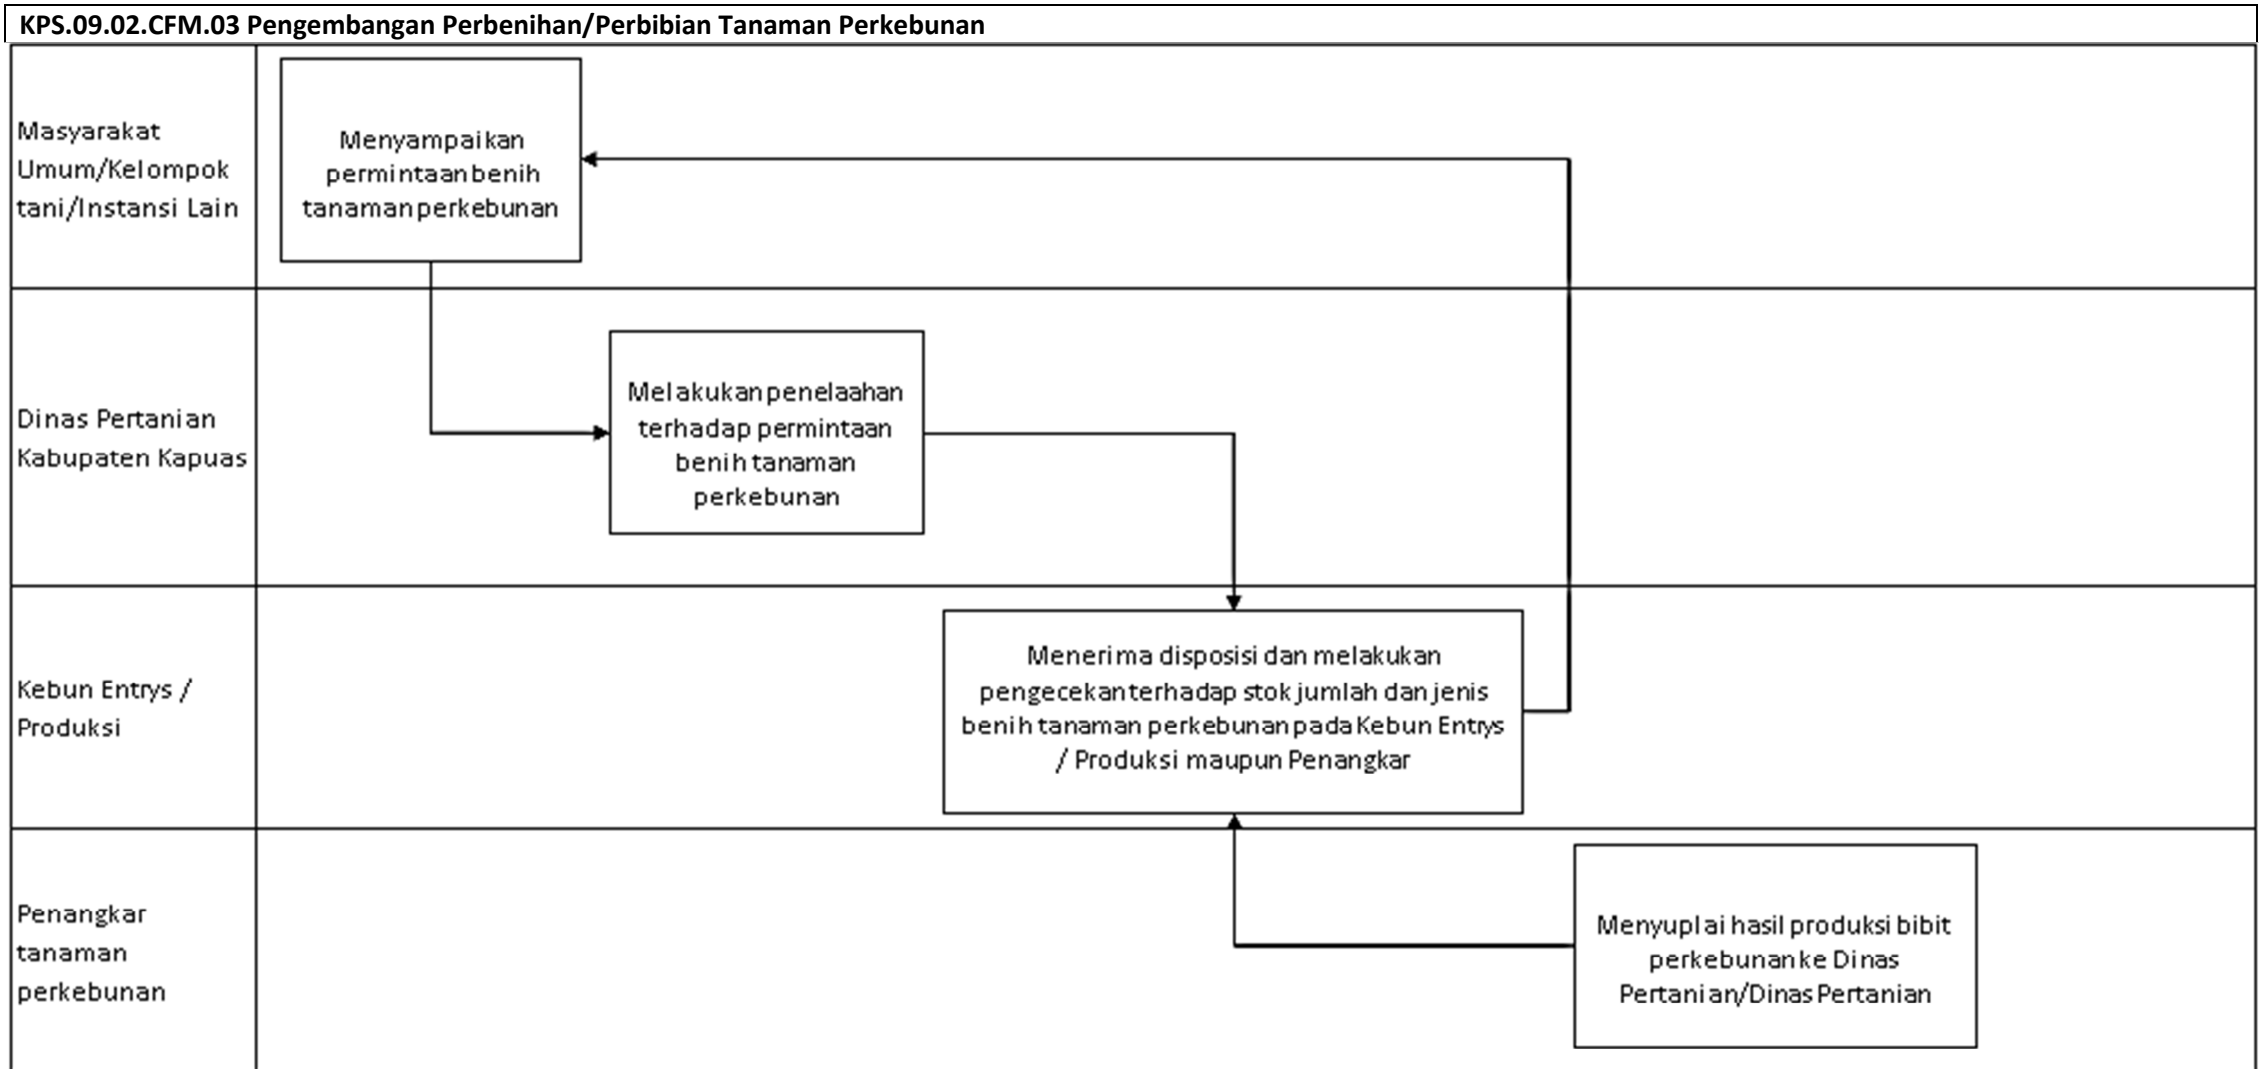 KPS.09.02.CFM.03 Pengembangan Perbenihan/Perbibian Tanaman Perkebunan
Masyarakat
Umum/Kelompok
tani/Instansi Lain
Menyampaikan
permintaan benih
tanaman perkebunan
Dinas Pertanian
Kabupaten Kapuas
Melakukan penelaahan
terhadap permintaan
benih tanaman
perkebunan
Kebun Entrys /
Produksi
Menerima disposisi dan melakukan
pengecekan terhadap stok jumlah dan jenis
benih tanaman perkebunan pada Kebun Entrys
/ Produksi maupun Penangkar
Penangkar
tanaman
perkebunan
Menyuplai hasil produksi bibit
perkebunan ke Dinas
Pertanian/Dinas Pertanian